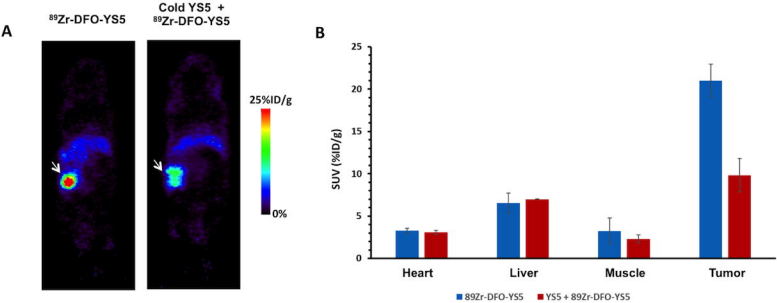 A
⁸⁹Zr-DFO-YS5
Cold YS5 +
⁸⁹Zr-DFO-YS5
25%ID/g
0%
B
SUV (%ID/g)
25
20
15
10
5
0
Heart Liver Muscle Tumor
89Zr-DFO-YS5 YS5 + 89Zr-DFO-YS5